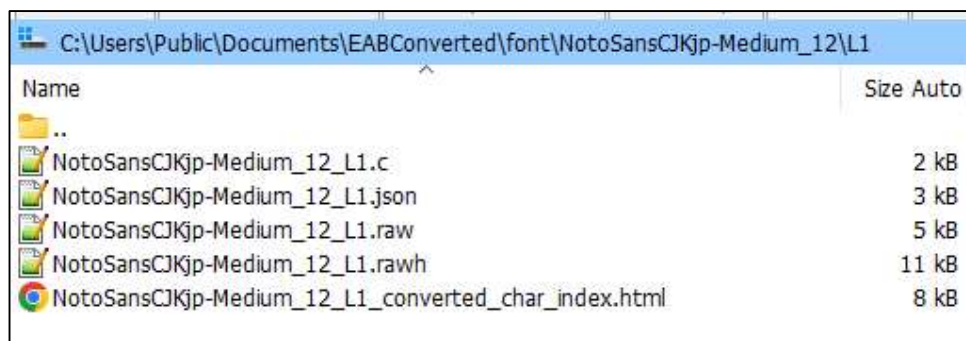 C:\Users\Public\Documents\EABConverted\font\NotoSansCJKjp-Medium_12\L1
Name Size Auto
..
NotoSansCJKjp-Medium_12_L1.c 2 kB
NotoSansCJKjp-Medium_12_L1.json 3 kB
NotoSansCJKjp-Medium_12_L1.raw 5 kB
NotoSansCJKjp-Medium_12_L1.rawh 11 kB
NotoSansCJKjp-Medium_12_L1_converted_char_index.html 8 kB